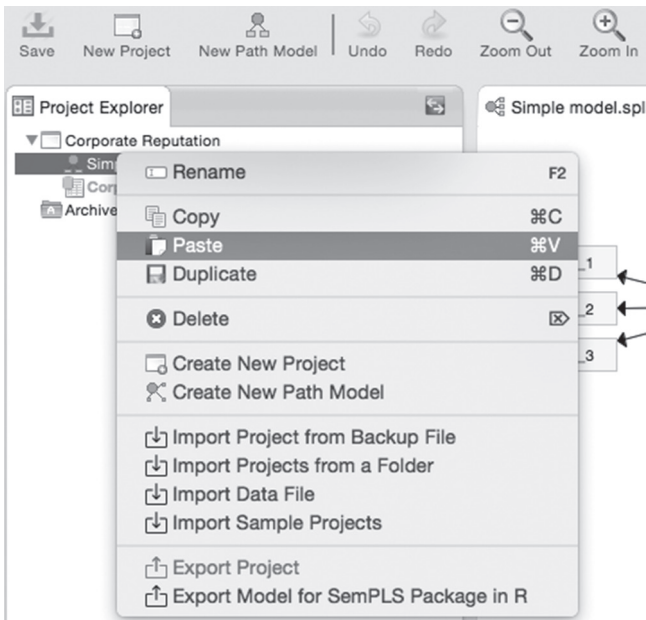 Save New Project New Path Model Undo Redo Zoom Out Zoom In
Project Explorer
Simple model.spl
Corporate Reputation
Archive
Rename F2
Copy ⌘C
Paste ⌘V
Duplicate ⌘D
Delete ⌦
Create New Project
Create New Path Model
Import Project from Backup File
Import Projects from a Folder
Import Data File
Import Sample Projects
Export Project
Export Model for SemPLS Package in R
_1
_2
_3